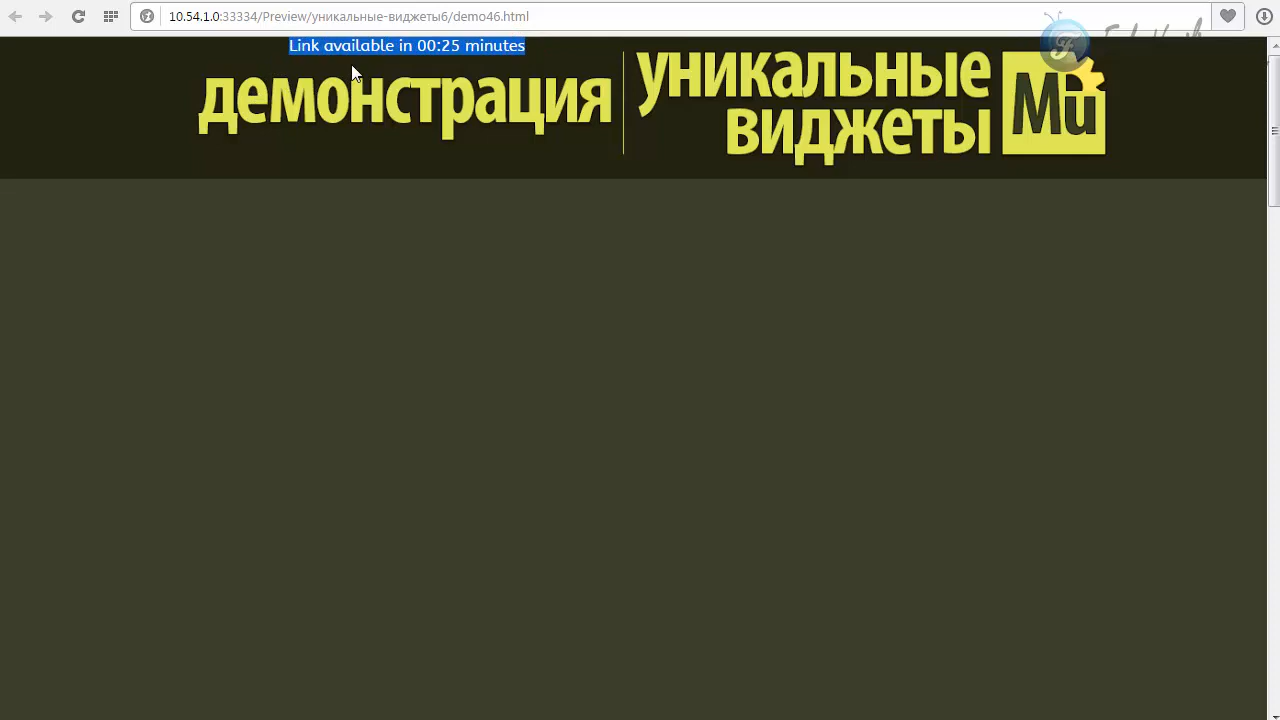 10.54.1.0:33334/Preview/уникальные-виджеты6/demo46.html
Link available in 00:25 minutes
демонстрация
уникальные
виджеты
Mu